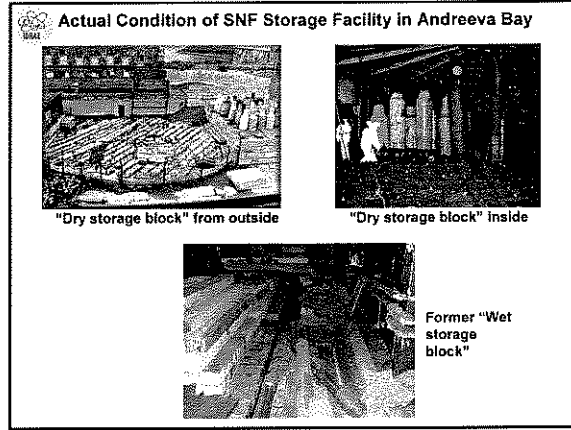 IBRAE
Actual Condition of SNF Storage Facility in Andreeva Bay
"Dry storage block" from outside
"Dry storage block" inside
Former "Wet
storage
block"